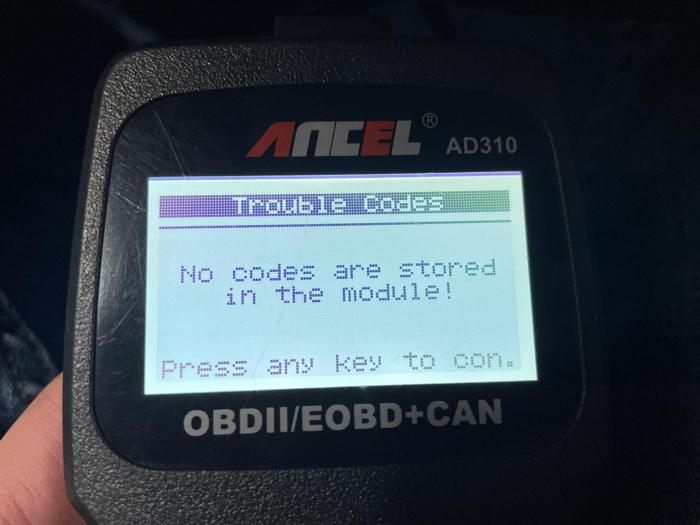 ANCEL®
AD310
Trouble Codes
No codes are stored
in the module!
Press any key to con.
OBDII/EOBD+CAN